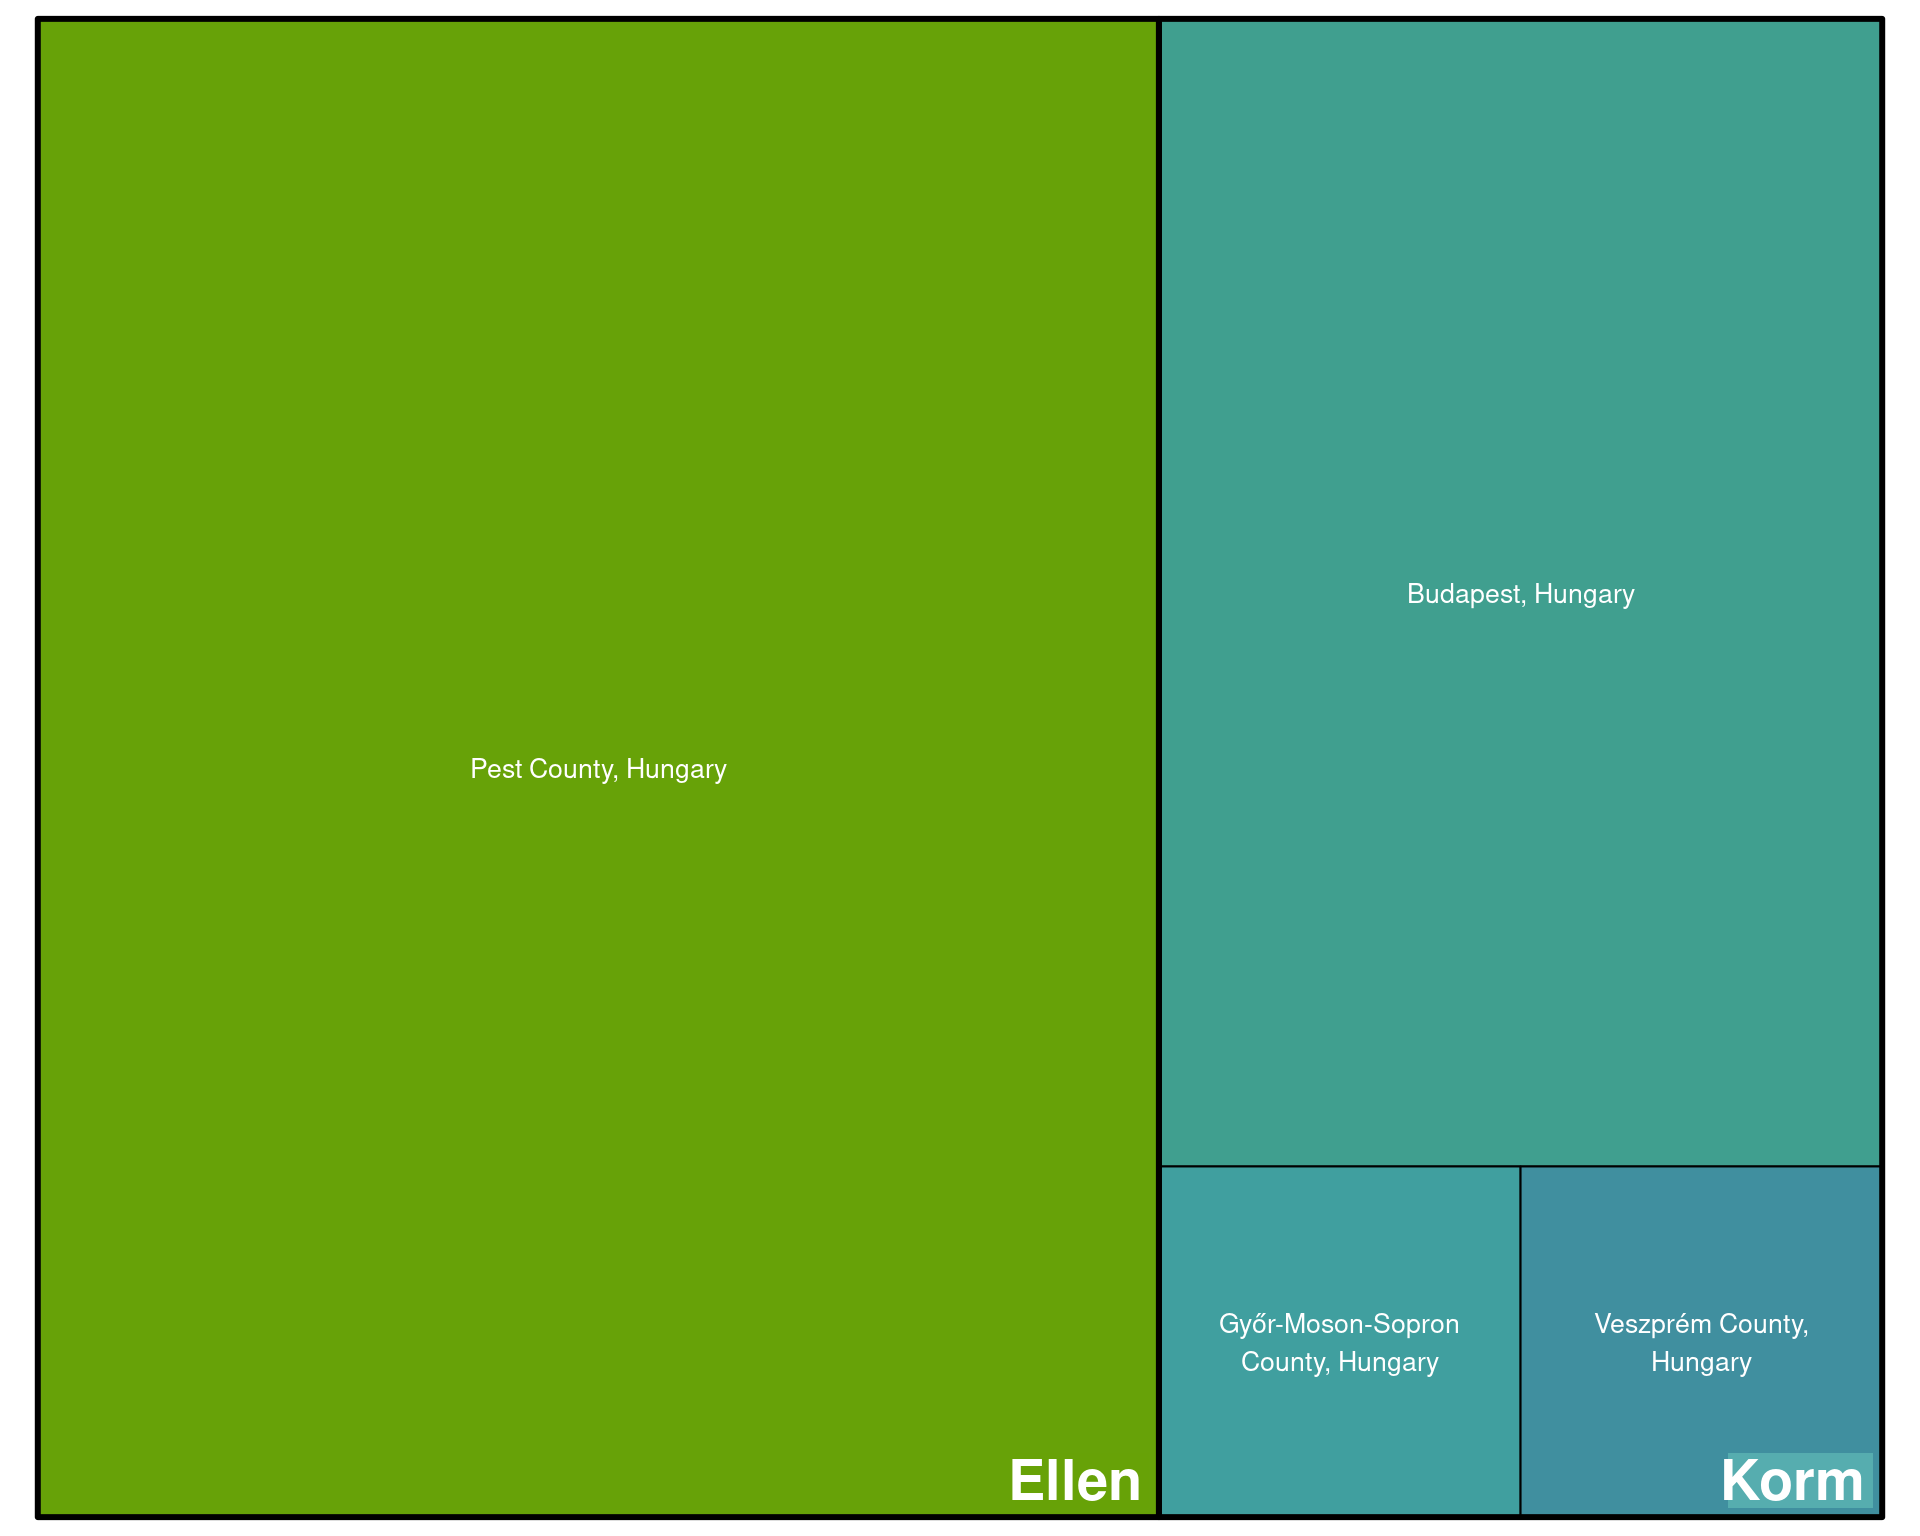 Pest County, Hungary
Ellen
Budapest, Hungary
Győr-Moson-Sopron
County, Hungary
Veszprém County,
Hungary
Korm